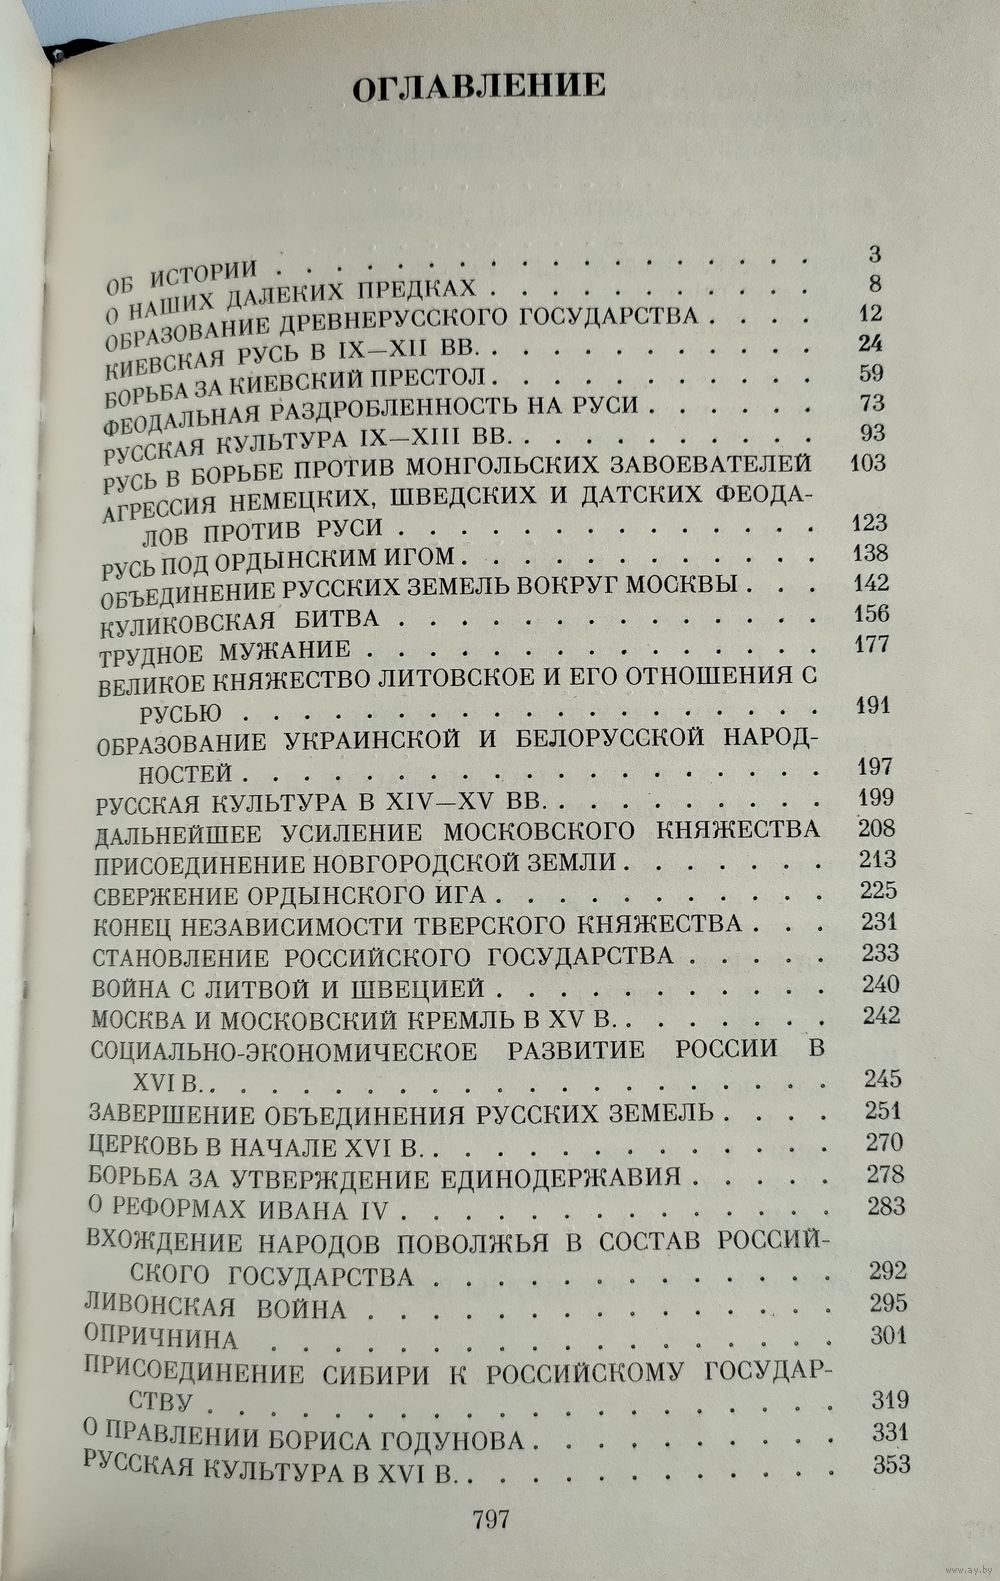 ОГЛАВЛЕНИЕ
ОБ ИСТОРИИ . . . . . . . . . . . . . . . . . . 3
О НАШИХ ДАЛЕКИХ ПРЕДКАХ . . . . . . . . . . . 8
ОБРАЗОВАНИЕ ДРЕВНЕРУССКОГО ГОСУДАРСТВА . . . . 12
КИЕВСКАЯ РУСЬ В IX—XII ВВ. . . . . . . . . . . . 24
БОРЬБА ЗА КИЕВСКИЙ ПРЕСТОЛ . . . . . . . . . . . 59
ФЕОДАЛЬНАЯ РАЗДРОБЛЕННОСТЬ НА РУСИ . . . . . . 73
РУССКАЯ КУЛЬТУРА IX—XIII ВВ. . . . . . . . . . . 93
РУСЬ В БОРЬБЕ ПРОТИВ МОНГОЛЬСКИХ ЗАВОЕВАТЕЛЕЙ 103
АГРЕССИЯ НЕМЕЦКИХ, ШВЕДСКИХ И ДАТСКИХ ФЕОДА-
ЛОВ ПРОТИВ РУСИ . . . . . . . . . . . . . . 123
РУСЬ ПОД ОРДЫНСКИМ ИГОМ . . . . . . . . . . . . 138
ОБЪЕДИНЕНИЕ РУССКИХ ЗЕМЕЛЬ ВОКРУГ МОСКВЫ . . . 142
КУЛИКОВСКАЯ БИТВА . . . . . . . . . . . . . . 156
ТРУДНОЕ МУЖАНИЕ . . . . . . . . . . . . . . . 177
ВЕЛИКОЕ КНЯЖЕСТВО ЛИТОВСКОЕ И ЕГО ОТНОШЕНИЯ С
РУСЬЮ . . . . . . . . . . . . . . . . . . . 191
ОБРАЗОВАНИЕ УКРАИНСКОЙ И БЕЛОРУССКОЙ НАРОД-
НОСТЕЙ . . . . . . . . . . . . . . . . . . . 197
РУССКАЯ КУЛЬТУРА В XIV—XV ВВ. . . . . . . . . . 199
ДАЛЬНЕЙШЕЕ УСИЛЕНИЕ МОСКОВСКОГО КНЯЖЕСТВА 208
ПРИСОЕДИНЕНИЕ НОВГОРОДСКОЙ ЗЕМЛИ . . . . . . . 213
СВЕРЖЕНИЕ ОРДЫНСКОГО ИГА . . . . . . . . . . . 225
КОНЕЦ НЕЗАВИСИМОСТИ ТВЕРСКОГО КНЯЖЕСТВА . . . 231
СТАНОВЛЕНИЕ РОССИЙСКОГО ГОСУДАРСТВА . . . . . 233
ВОЙНА С ЛИТВОЙ И ШВЕЦИЕЙ . . . . . . . . . . . 240
МОСКВА И МОСКОВСКИЙ КРЕМЛЬ В XV В. . . . . . . . 242
СОЦИАЛЬНО-ЭКОНОМИЧЕСКОЕ РАЗВИТИЕ РОССИИ В
XVI В. . . . . . . . . . . . . . . . . . . . . 245
ЗАВЕРШЕНИЕ ОБЪЕДИНЕНИЯ РУССКИХ ЗЕМЕЛЬ . . . . 251
ЦЕРКОВЬ В НАЧАЛЕ XVI В. . . . . . . . . . . . . . 270
БОРЬБА ЗА УТВЕРЖДЕНИЕ ЕДИНОДЕРЖАВИЯ . . . . . 278
О РЕФОРМАХ ИВАНА IV . . . . . . . . . . . . . . 283
ВХОЖДЕНИЕ НАРОДОВ ПОВОЛЖЬЯ В СОСТАВ РОССИЙ-
СКОГО ГОСУДАРСТВА . . . . . . . . . . . . . 292
ЛИВОНСКАЯ ВОЙНА . . . . . . . . . . . . . . . 295
ОПРИЧНИНА . . . . . . . . . . . . . . . . . . 301
ПРИСОЕДИНЕНИЕ СИБИРИ К РОССИЙСКОМУ ГОСУДАР-
СТВУ . . . . . . . . . . . . . . . . . . . . 319
О ПРАВЛЕНИИ БОРИСА ГОДУНОВА . . . . . . . . . . 331
РУССКАЯ КУЛЬТУРА В XVI В. . . . . . . . . . . . . 353
797
www.ay.by